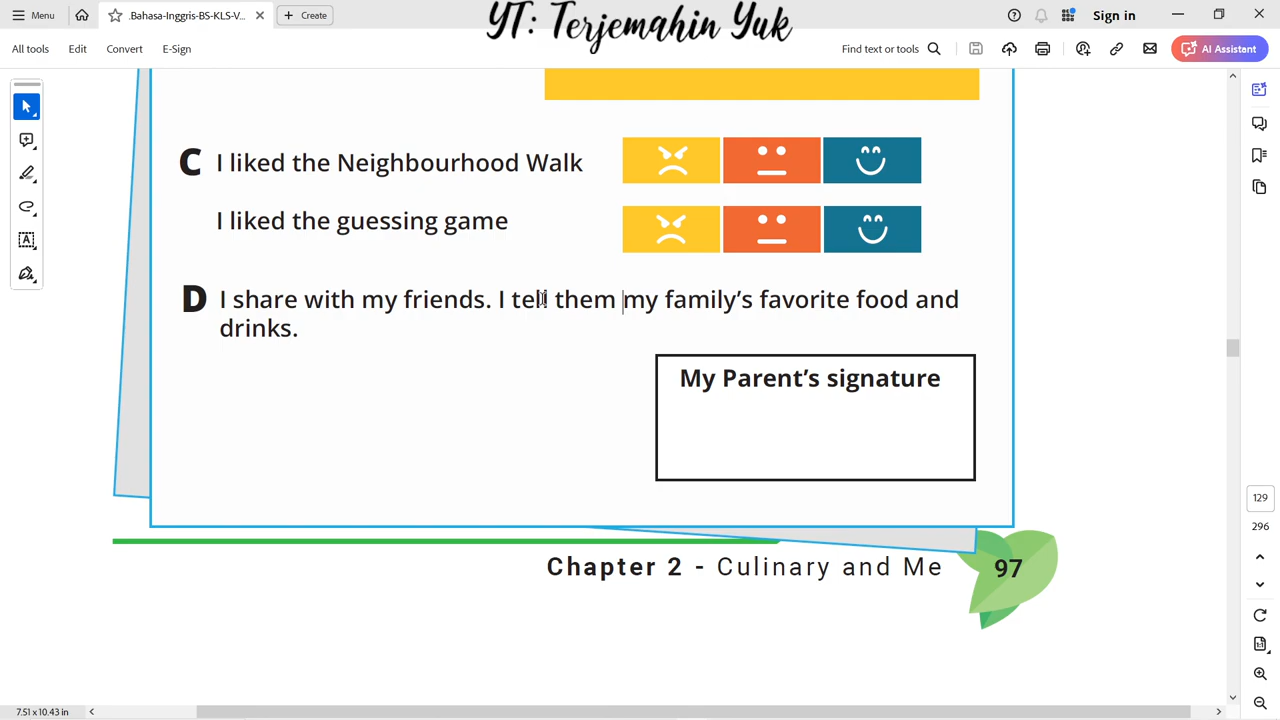 Menu
.Bahasa-Inggris-BS-KLS-V...
Create
YT: Terjemahin Yuk
Sign in
All tools
Edit
Convert
E-Sign
Find text or tools
AI Assistant
C I liked the Neighbourhood Walk
I liked the guessing game
D I share with my friends. I tell them my family's favorite food and
drinks.
My Parent's signature
Chapter 2 - Culinary and Me 97
129
296
7.51 x 10.43 in